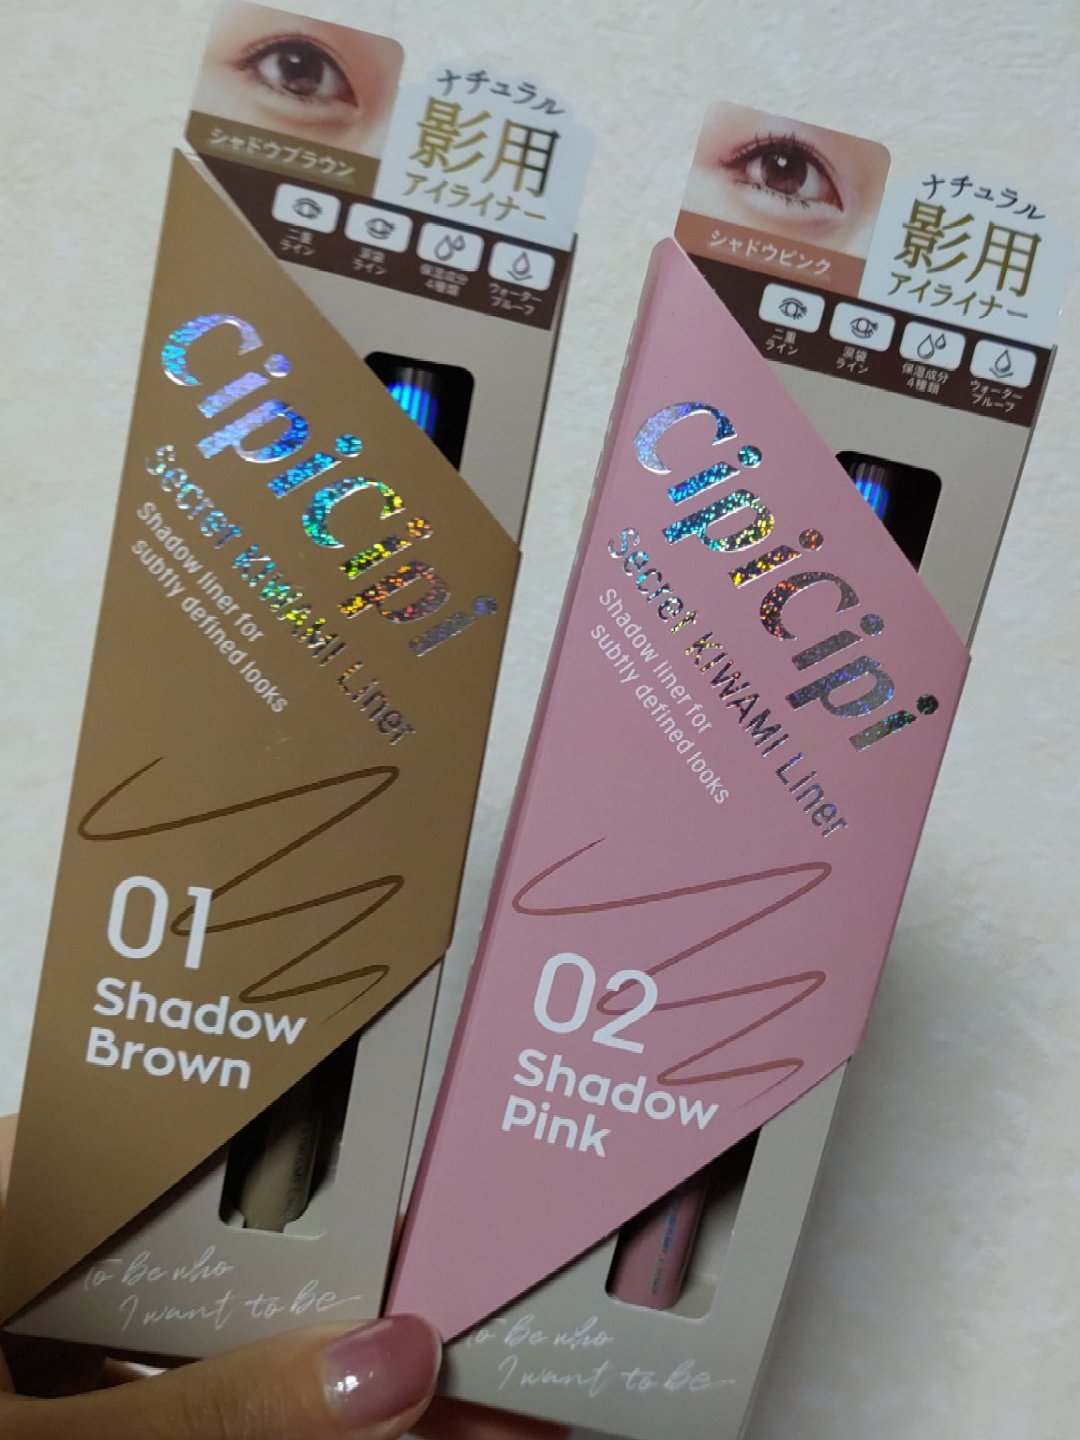 シャドウブラウン
ナチュラル
影用
アイライナー
二重
ライン
涙袋
ライン
保湿成分
4種類
ウォーター
プルーフ
CipiCipi
Secret KIWAMI Liner
Shadow liner for
subtly defined looks
01
Shadow
Brown
To be who
I want to be
シャドウピンク
ナチュラル
影用
アイライナー
二重
ライン
涙袋
ライン
保湿成分
4種類
ウォーター
プルーフ
CipiCipi
Secret KIWAMI Liner
Shadow liner for
subtly defined looks
02
Shadow
Pink
To be who
I want to be